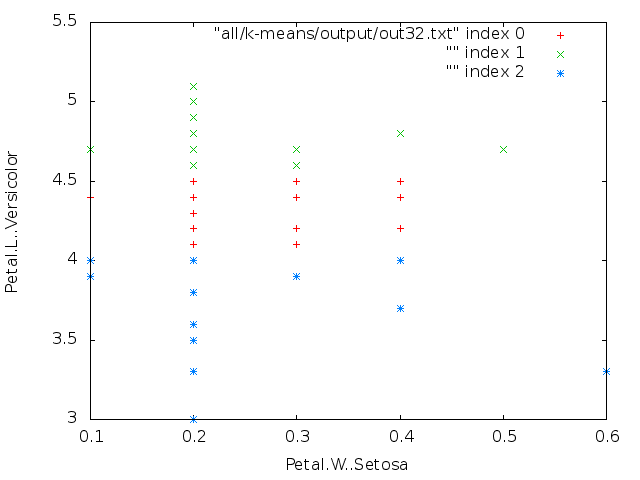 5.5
"all/k-means/output/out32.txt" index 0
"" index 1
"" index 2
5
4.5
4
3.5
3
Petal.L..Versicolor
0.1 0.2 0.3 0.4 0.5 0.6
Petal.W..Setosa